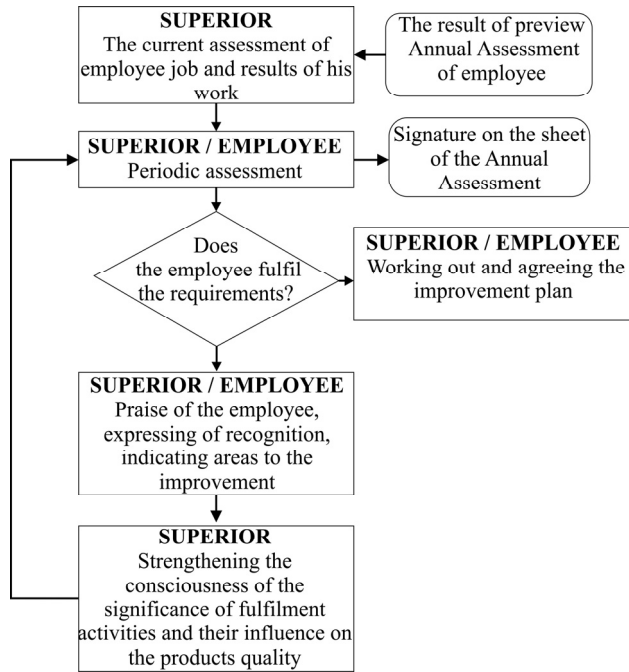 SUPERIOR
The current assessment of
employee job and results of his
work
The result of preview
Annual Assessment
of employee
SUPERIOR / EMPLOYEE
Periodic assessment
Signature on the sheet
of the Annual
Assessment
Does
the employee fulfil
the requirements?
SUPERIOR / EMPLOYEE
Working out and agreeing the
improvement plan
SUPERIOR / EMPLOYEE
Praise of the employee,
expressing of recognition,
indicating areas to the
improvement
SUPERIOR
Strengthening the
consciousness of the
significance of fulfilment
activities and their influence on
the products quality